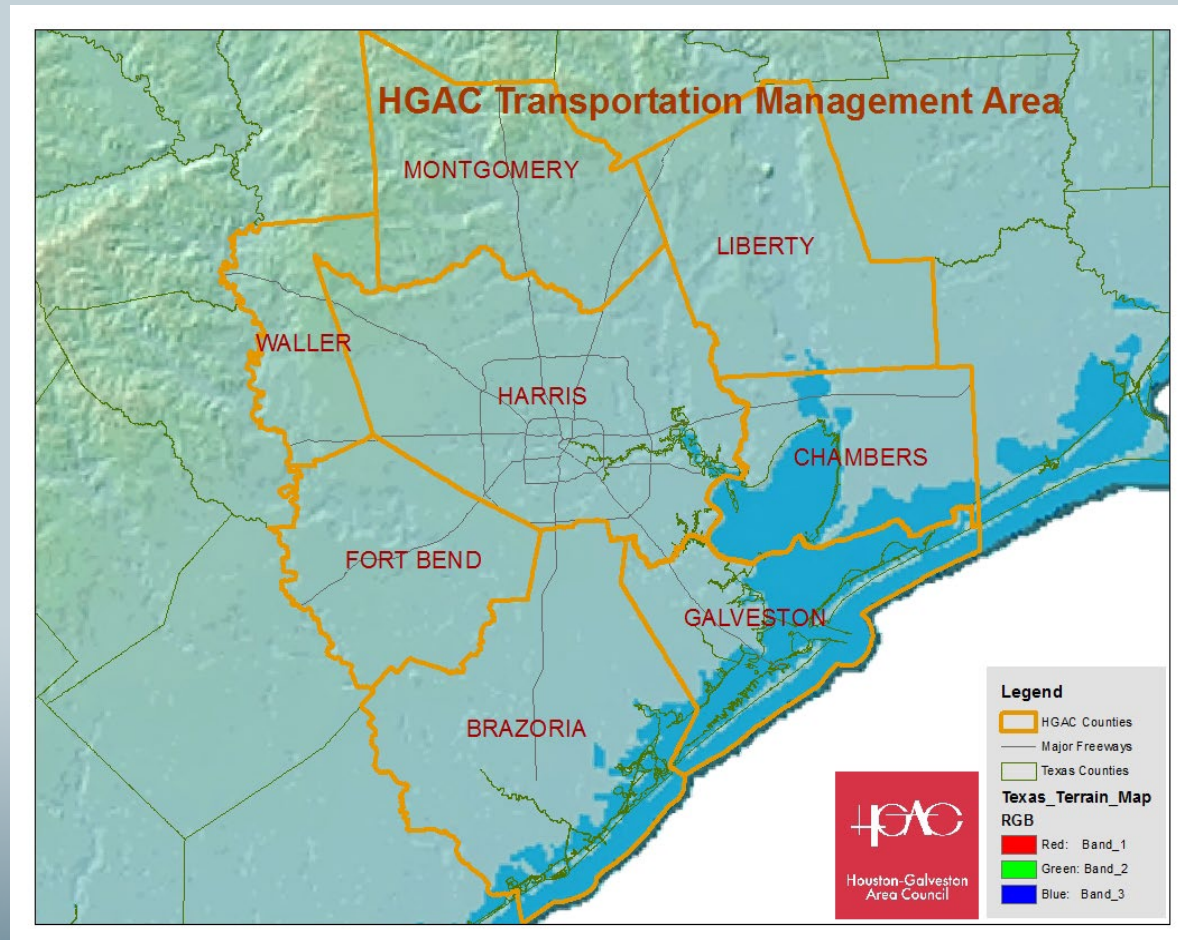 HGAC Transportation Management Area
MONTGOMERY
LIBERTY
WALLER
HARRIS
CHAMBERS
FORT BEND
GALVESTON
BRAZORIA
Legend
HGAC Counties
Major Freeways
Texas Counties
Texas_Terrain_Map
RGB
Red: Band_1
Green: Band_2
Blue: Band_3
HGAC
Houston-Galveston
Area Council